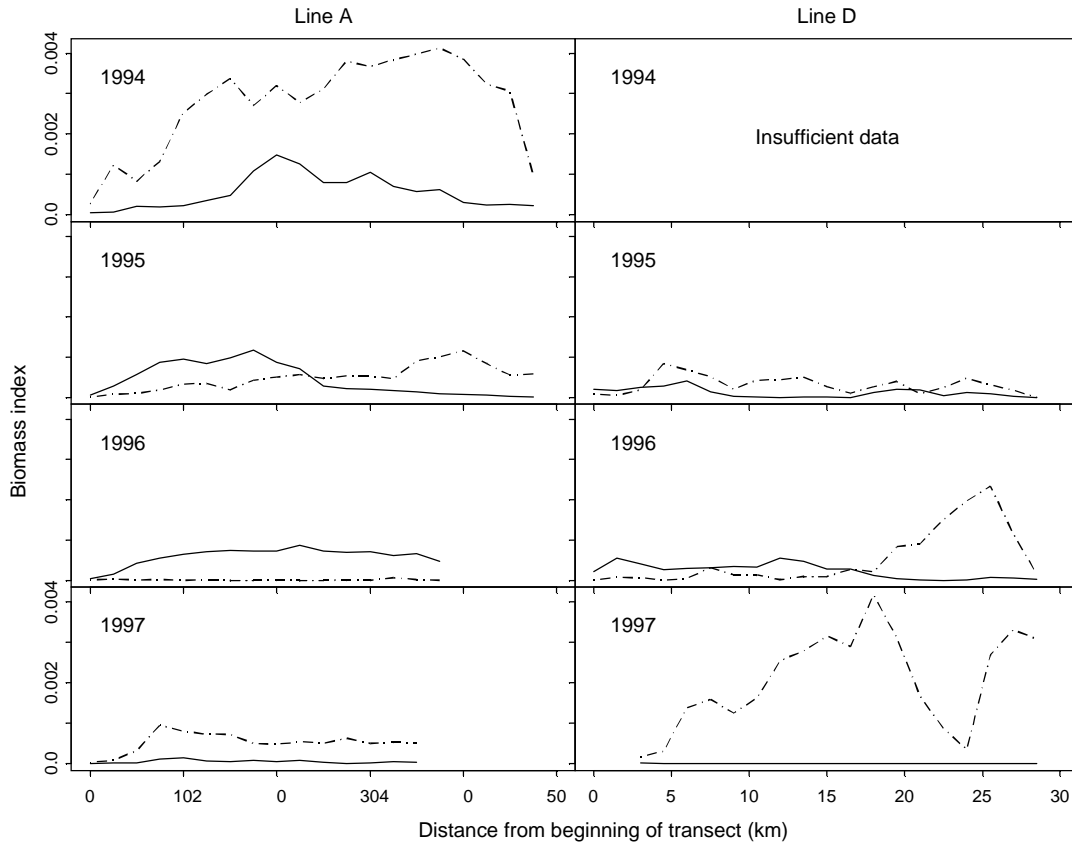 Line A
Line D
0.004
0.002
0.0
1994
1994
Insufficient data
1995
1995
1996
1996
Biomass index
0.004
0.002
0.0
1997
1997
0 102 0 304 0 50
0 5 10 15 20 25 30
Distance from beginning of transect (km)